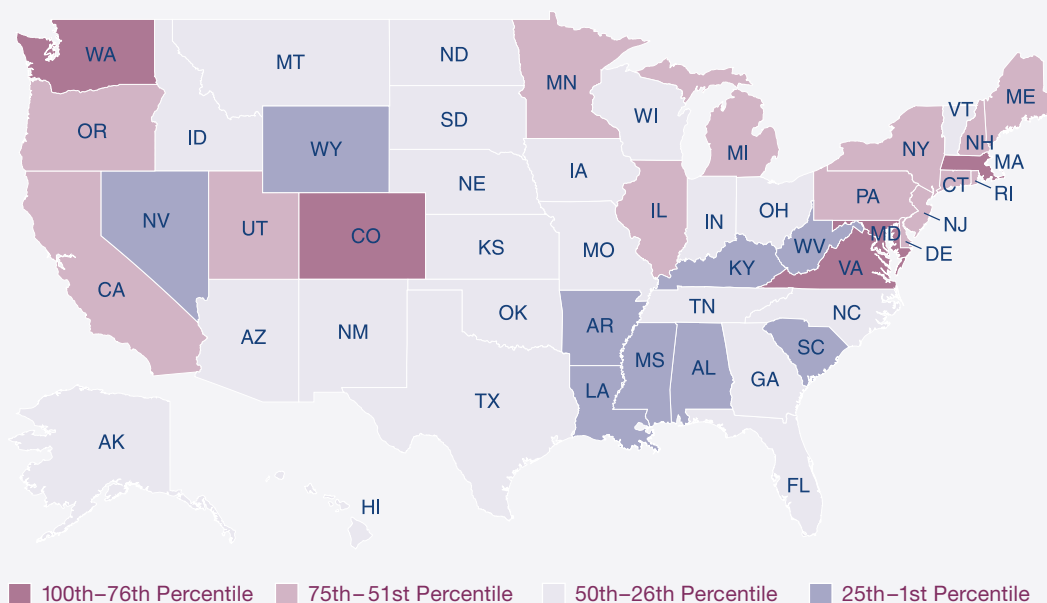 WA
MT
ND
MN
VT
ME
OR
ID
SD
WI
NY
NH
MA
WY
MI
CT
RI
NE
IA
PA
NV
UT
CO
IL
IN
OH
NJ
MD
DE
KS
MO
WV
KY
VA
CA
AZ
NM
OK
TN
NC
AR
SC
MS
AL
GA
LA
TX
AK
HI
FL
100th–76th Percentile
75th–51st Percentile
50th–26th Percentile
25th–1st Percentile